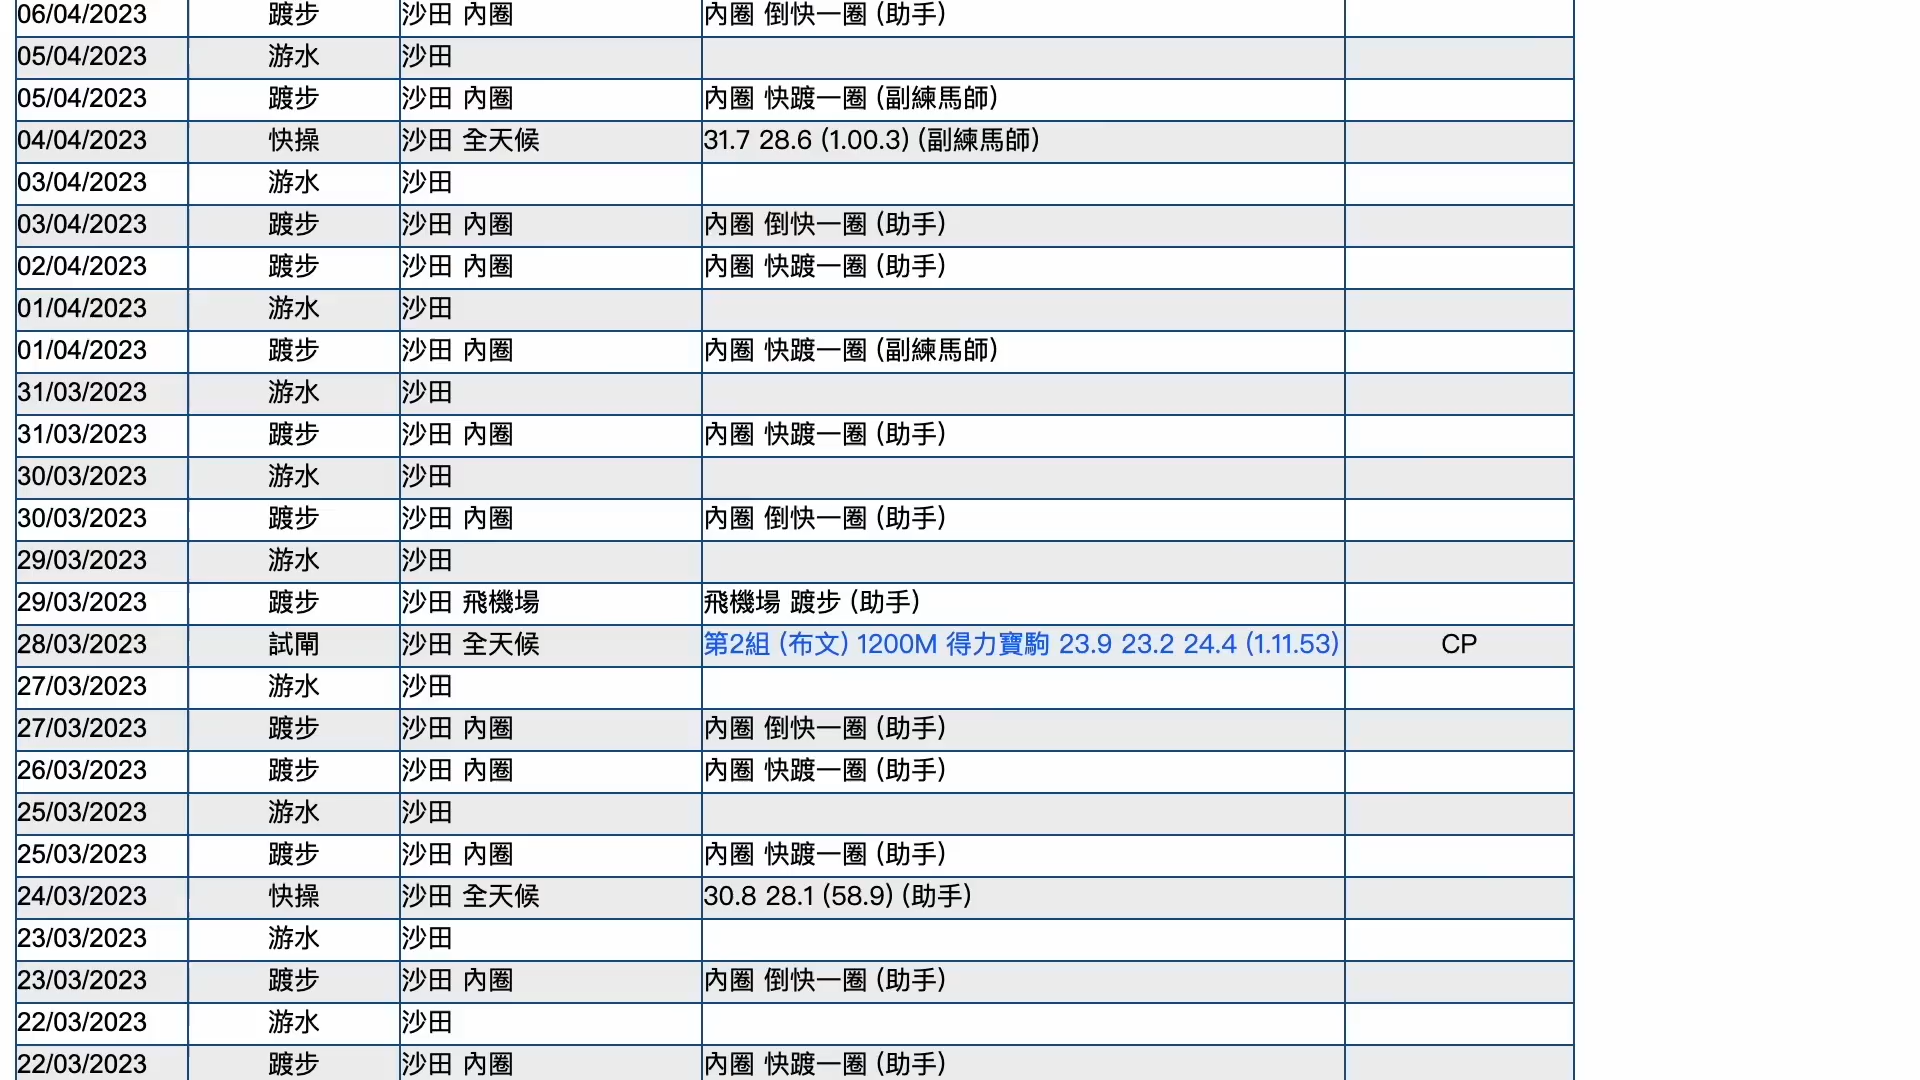 06/04/2023 踱步 沙田 內圈 內圈 倒快一圈 (助手)
05/04/2023 游水 沙田
05/04/2023 踱步 沙田 內圈 內圈 快踱一圈 (副練馬師)
04/04/2023 快操 沙田 全天候 31.7 28.6 (1.00.3) (副練馬師)
03/04/2023 游水 沙田
03/04/2023 踱步 沙田 內圈 內圈 倒快一圈 (助手)
02/04/2023 踱步 沙田 內圈 內圈 快踱一圈 (助手)
01/04/2023 游水 沙田
01/04/2023 踱步 沙田 內圈 內圈 快踱一圈 (副練馬師)
31/03/2023 游水 沙田
31/03/2023 踱步 沙田 內圈 內圈 快踱一圈 (助手)
30/03/2023 游水 沙田
30/03/2023 踱步 沙田 內圈 內圈 倒快一圈 (助手)
29/03/2023 游水 沙田
29/03/2023 踱步 沙田 飛機場 飛機場 踱步 (助手)
28/03/2023 試閘 沙田 全天候 第2組 (布文) 1200M 得力寶駒 23.9 23.2 24.4 (1.11.53) CP
27/03/2023 游水 沙田
27/03/2023 踱步 沙田 內圈 內圈 倒快一圈 (助手)
26/03/2023 踱步 沙田 內圈 內圈 快踱一圈 (助手)
25/03/2023 游水 沙田
25/03/2023 踱步 沙田 內圈 內圈 快踱一圈 (助手)
24/03/2023 快操 沙田 全天候 30.8 28.1 (58.9) (助手)
23/03/2023 游水 沙田
23/03/2023 踱步 沙田 內圈 內圈 倒快一圈 (助手)
22/03/2023 游水 沙田
22/03/2023 踱步 沙田 內圈 內圈 快踱一圈 (助手)